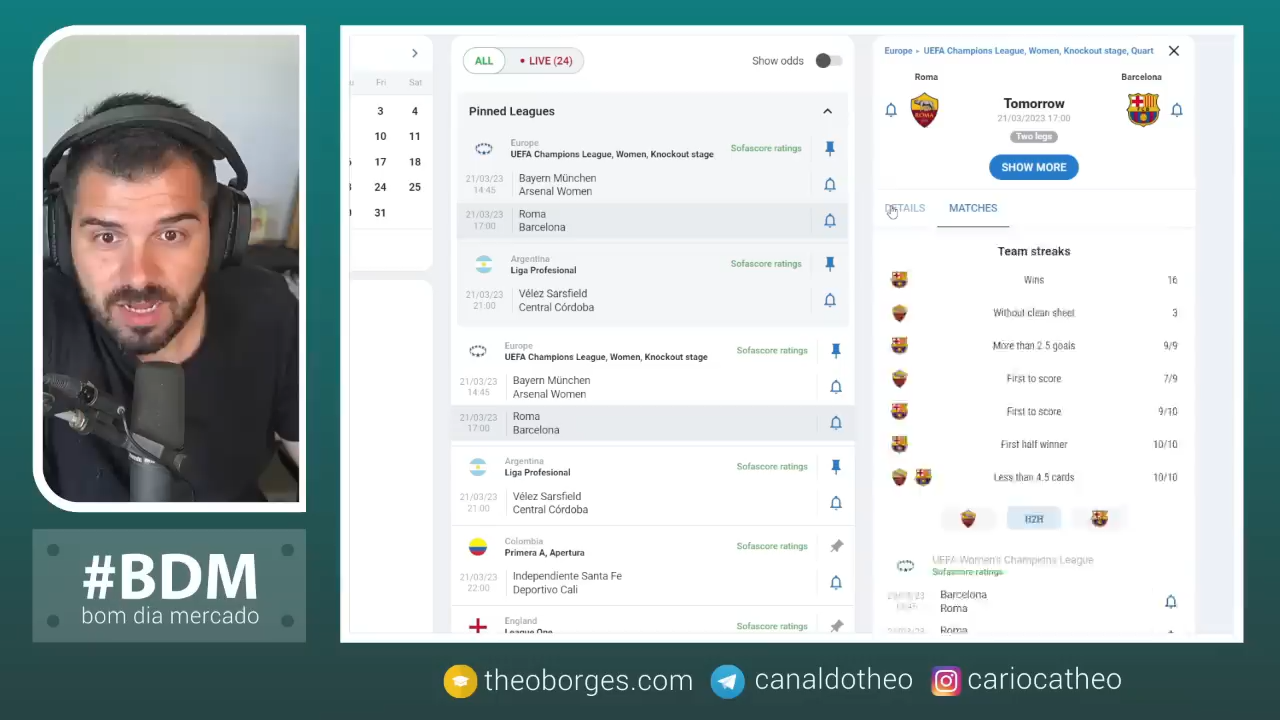 Fri Sat
3 4
10 11
17 18
24 25
31
ALL • LIVE (24) Show odds
Pinned Leagues
Europe
UEFA Champions League, Women, Knockout stage Sofascore ratings
21/03/23 14:45 Bayern München
Arsenal Women
21/03/23 17:00 Roma
Barcelona
Argentina
Liga Profesional Sofascore ratings
21/03/23 21:00 Vélez Sarsfield
Central Córdoba
Europe
UEFA Champions League, Women, Knockout stage Sofascore ratings
21/03/23 14:45 Bayern München
Arsenal Women
21/03/23 17:00 Roma
Barcelona
Argentina
Liga Profesional Sofascore ratings
21/03/23 21:00 Vélez Sarsfield
Central Córdoba
Colombia
Primera A, Apertura Sofascore ratings
21/03/23 22:00 Independiente Santa Fe
Deportivo Cali
England
League One Sofascore ratings
Europe UEFA Champions League, Women, Knockout stage, Quart
Roma Barcelona
Tomorrow
21/03/2023 17:00
Two legs
SHOW MORE
DETAILS MATCHES
Team streaks
Wins 16
Without clean sheet 3
More than 2.5 goals 9/9
First to score 7/9
First to score 9/10
First half winner 10/10
Less than 4.5 cards 10/10
H2H
UEFA Women's Champions League
Sofascore ratings
Barcelona
Roma
Roma
#BDM
bom dia mercado
theoborges.com canaldotheo cariocatheo